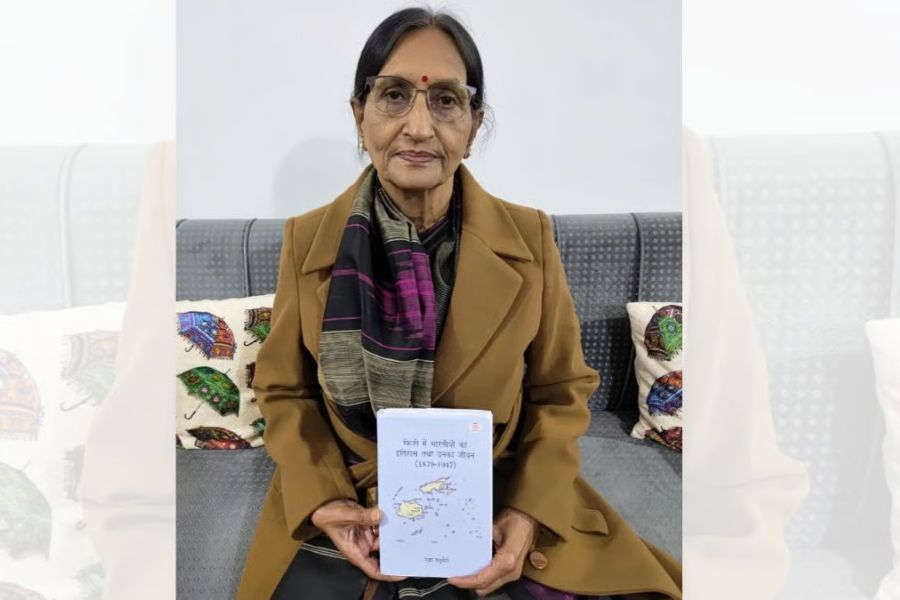 फिजी में भारतीयों का
इतिहास तथा उनका जीवन
(1879-1947)